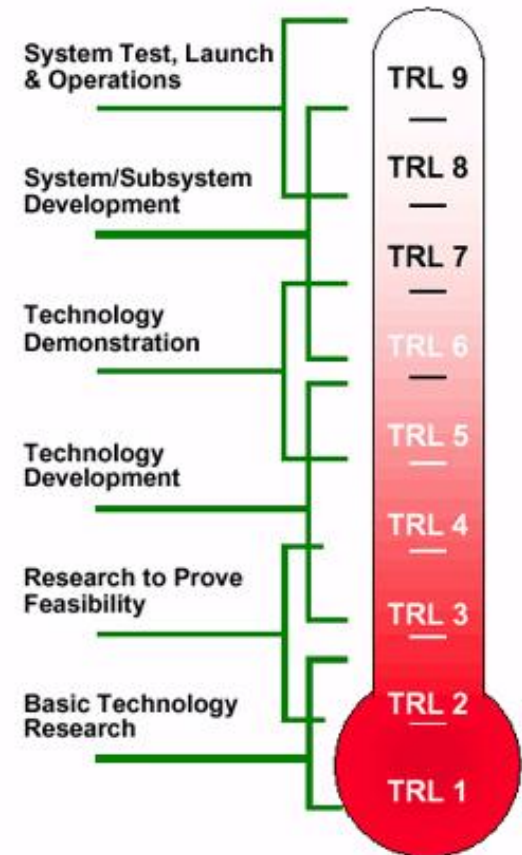 System Test, Launch
& Operations
System/Subsystem
Development
Technology
Demonstration
Technology
Development
Research to Prove
Feasibility
Basic Technology
Research
TRL 9
TRL 8
TRL 7
TRL 6
TRL 5
TRL 4
TRL 3
TRL 2
TRL 1